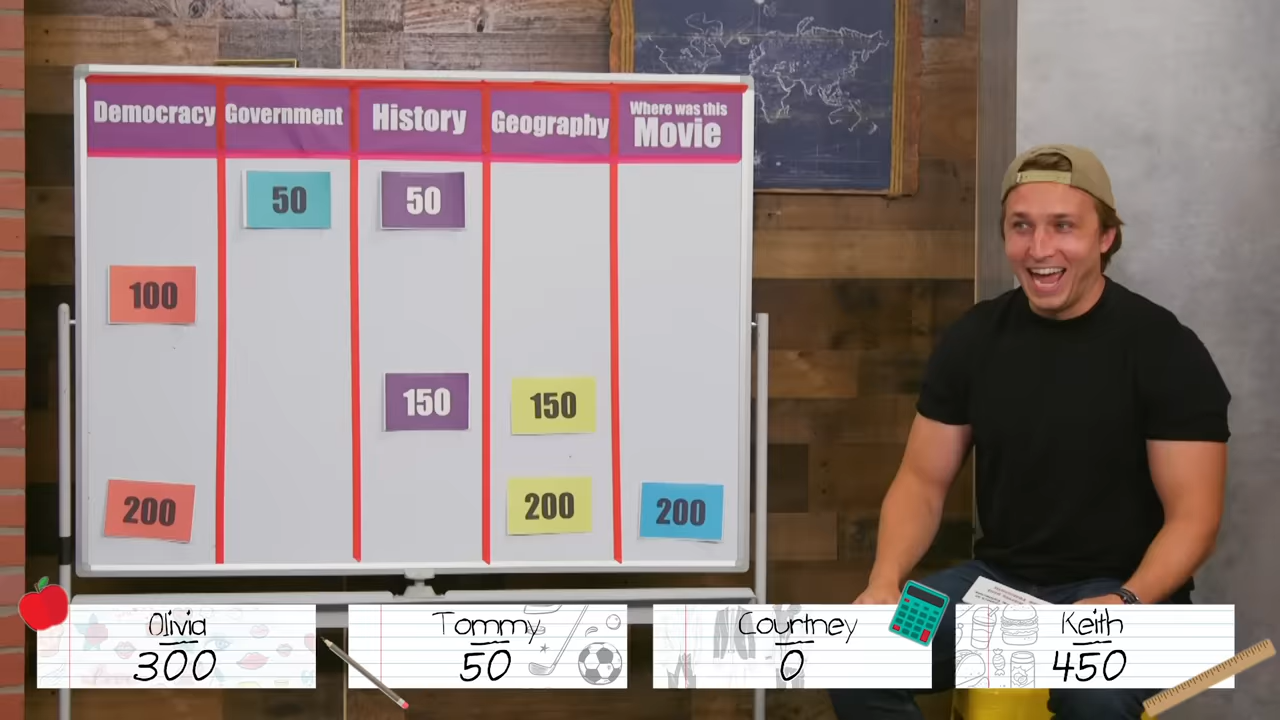 Democracy
Government
History
Geography
Where was this
Movie
50
50
100
150
150
200
200
200
Olivia
300
Tommy
50
Courtney
0
Keith
450